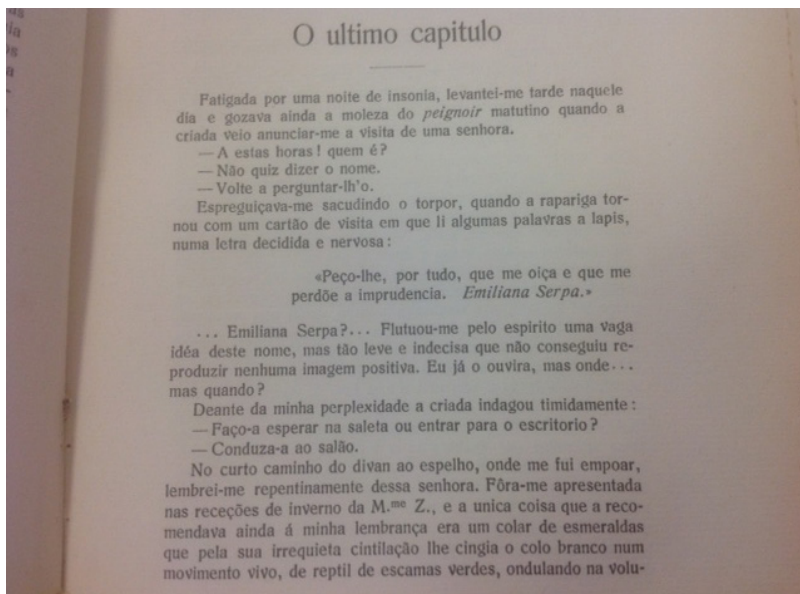 O ultimo capitulo
Fatigada por uma noite de insonia, levantei-me tarde naquele
dia e gozava ainda a moleza do peignoir matutino quando a
criada veio anunciar-me a visita de uma senhora.
— A estas horas! quem é?
— Não quiz dizer o nome.
— Volte a perguntar-lh'o.
Espreguiçava-me sacudindo o torpor, quando a rapariga tor-
nou com um cartão de visita em que li algumas palavras a lapis,
numa letra decidida e nervosa:
«Peço-lhe, por tudo, que me oiça e que me
perdõe a imprudencia. Emiliana Serpa.»
... Emiliana Serpa?... Flutuou-me pelo espirito uma vaga
idéa deste nome, mas tão leve e indecisa que não conseguiu re-
produzir nenhuma imagem positiva. Eu já o ouvira, mas onde...
mas quando?
Deante da minha perplexidade a criada indagou timidamente:
— Faço-a esperar na saleta ou entrar para o escritorio?
— Conduza-a ao salão.
No curto caminho do divan ao espelho, onde me fui empoar,
lembrei-me repentinamente dessa senhora. Fôra-me apresentada
nas receções de inverno da M.me Z., e a unica coisa que a reco-
mendava ainda á minha lembrança era um colar de esmeraldas
que pela sua irrequieta cintilação lhe cingia o colo branco num
movimento vivo, de reptil de escamas verdes, ondulando na volu-